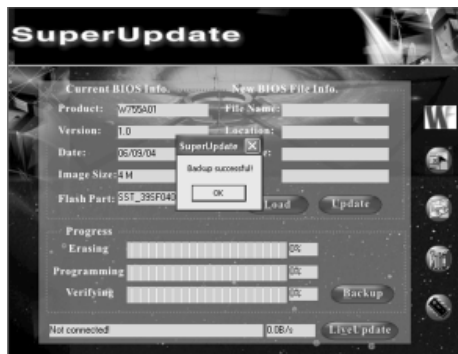 SuperUpdate
Current BIOS Info. New BIOS File Info.
Product: W755A01 File Name:
Version: 1.0 Location:
Date: 06/09/04
SuperUpdate
Backup successful!
OK
Image Size: 4 M
Flash Part: SST_39SF040
Load Update
Progress
Erasing 0%
Programming 0%
Verifying 0%
Backup
Not connected! 0.0B/s LiveUpdate